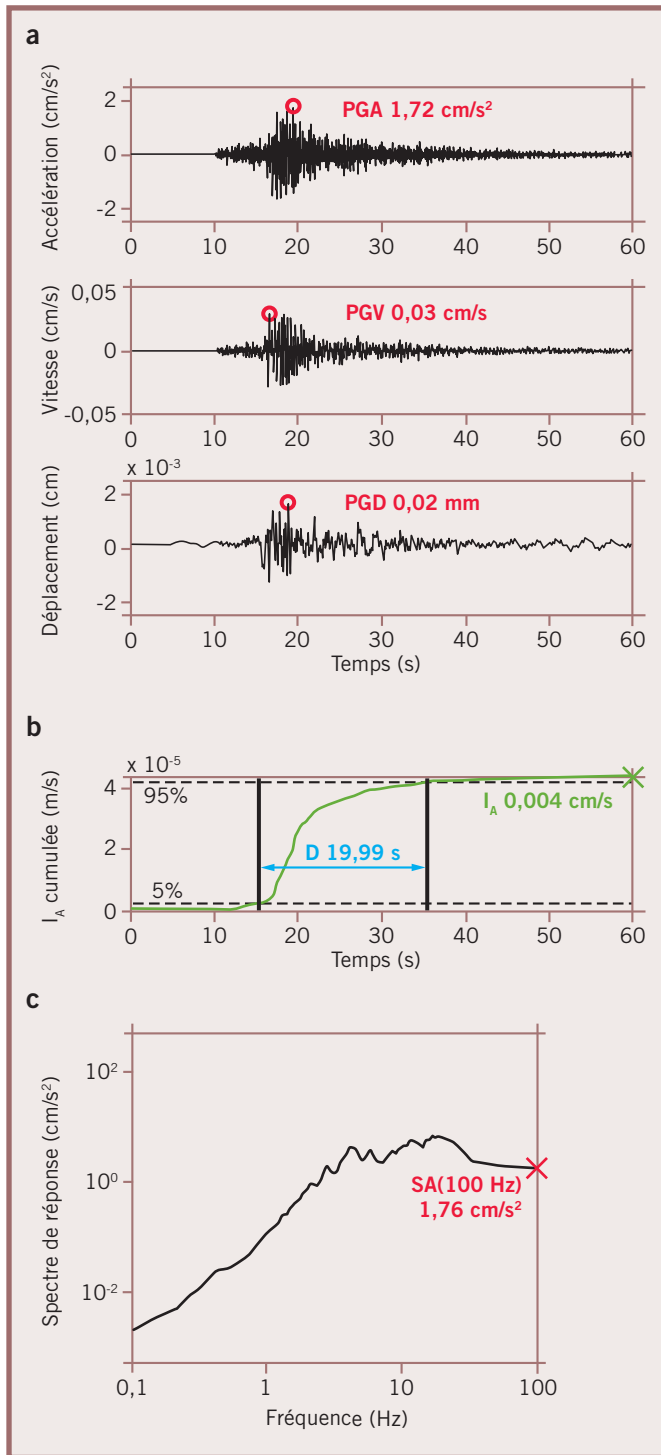 a
Accélération (cm/s²)
2
0
-2
PGA 1,72 cm/s²
0 10 20 30 40 50 60
Vitesse (cm/s)
0,05
0
-0,05
PGV 0,03 cm/s
0 10 20 30 40 50 60
x 10⁻³
Déplacement (cm)
2
0
-2
PGD 0,02 mm
0 10 20 30 40 50 60
Temps (s)
b
x 10⁻⁵
I_A cumulée (m/s)
4
2
0
95%
5%
I_A 0,004 cm/s
D 19,99 s
0 10 20 30 40 50 60
Temps (s)
c
Spectre de réponse (cm/s²)
10²
10⁰
10⁻²
SA(100 Hz)
1,76 cm/s²
0,1 1 10 100
Fréquence (Hz)